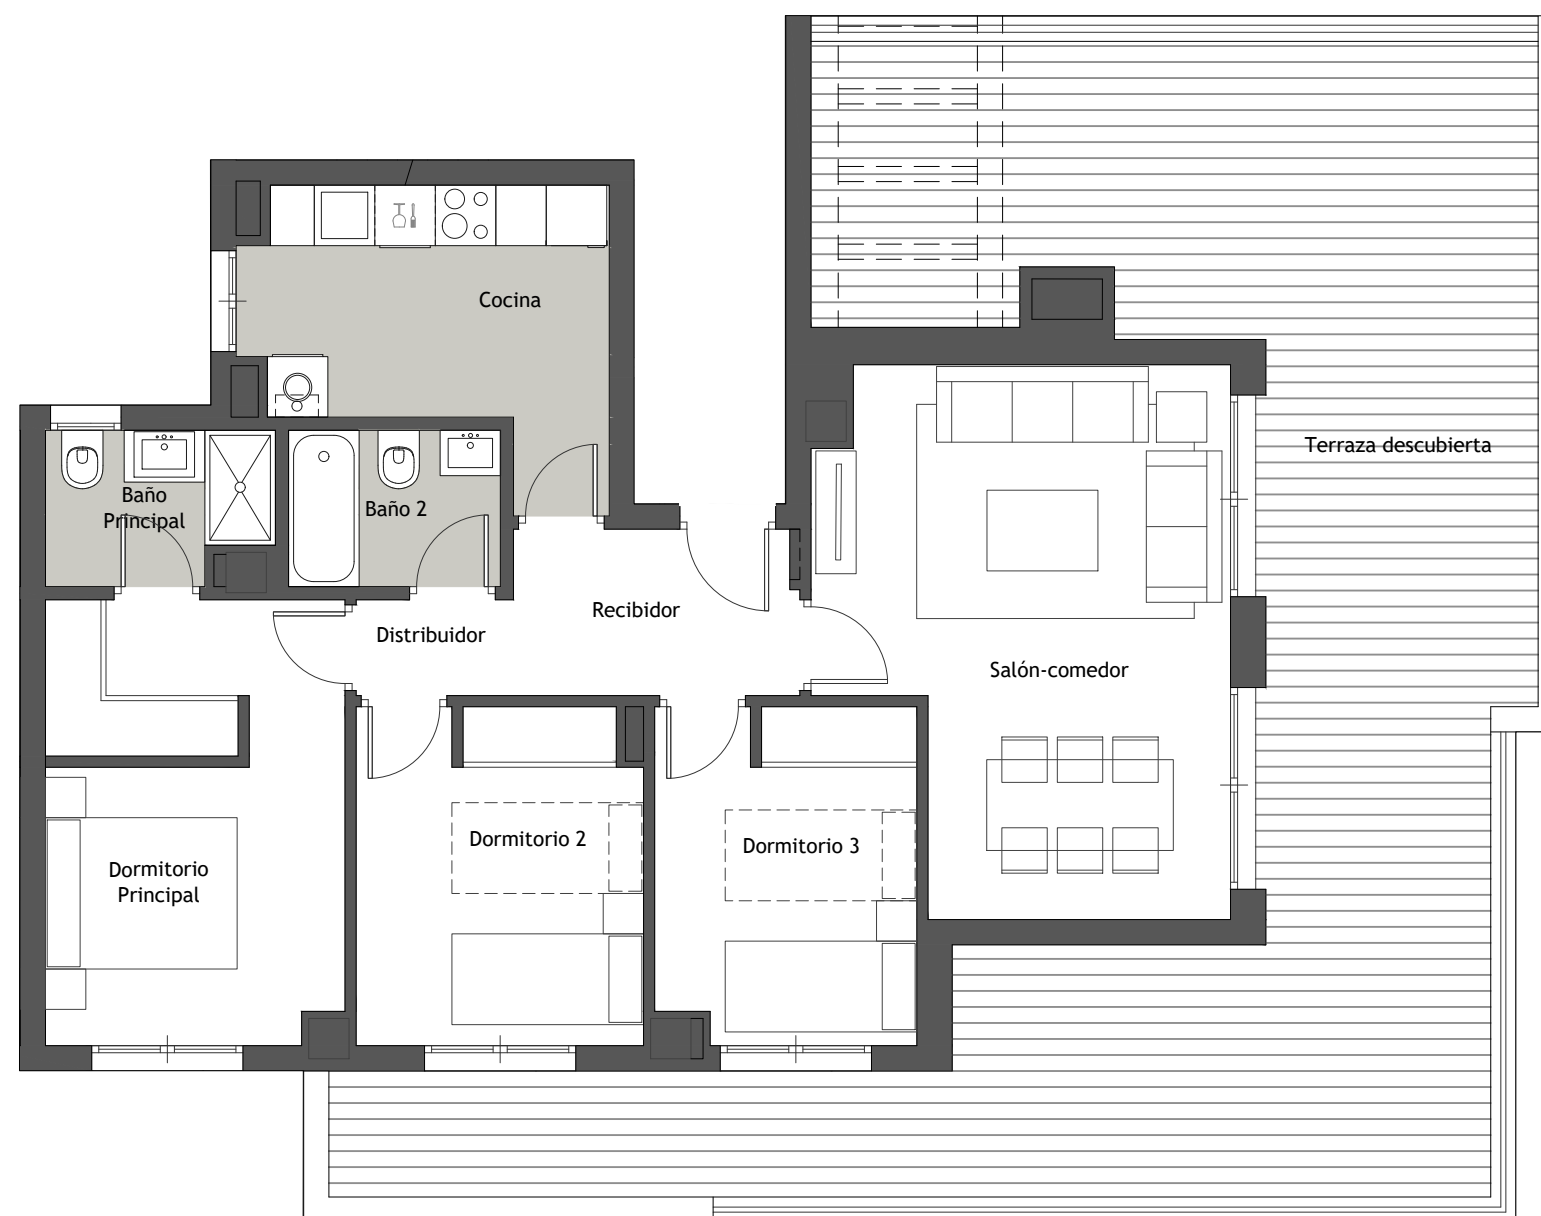 Cocina
Terraza descubierta
Baño
Principal
Baño 2
Recibidor
Distribuidor
Salón-comedor
Dormitorio 2
Dormitorio 3
Dormitorio
Principal